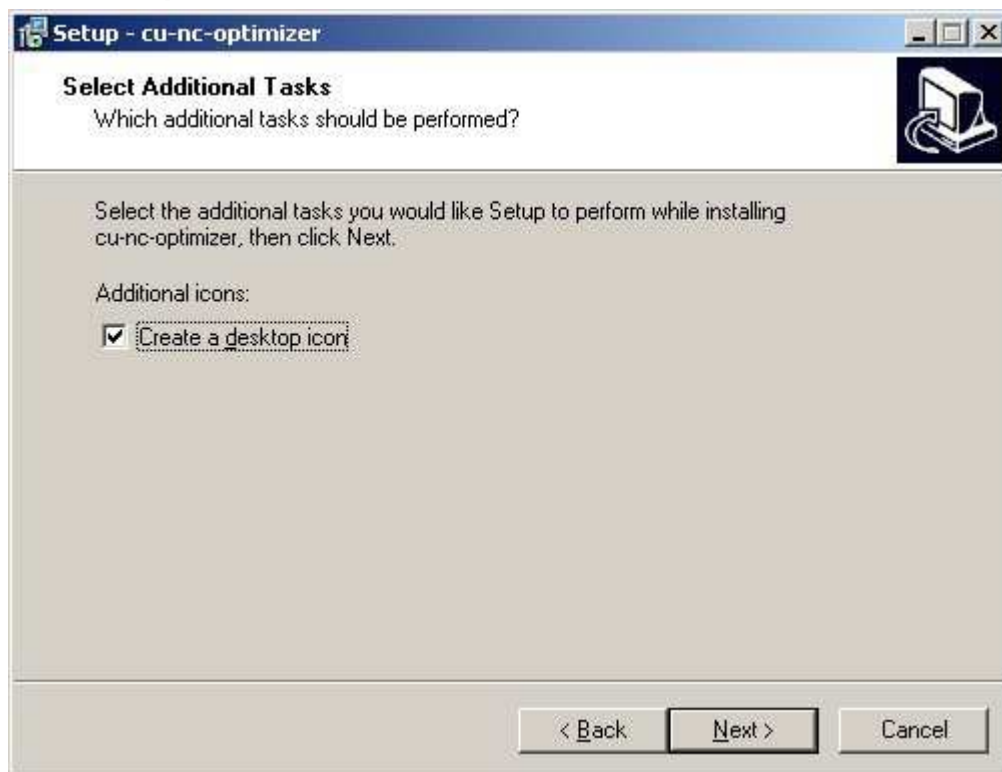 Setup - cu-nc-optimizer
Select Additional Tasks
Which additional tasks should be performed?
Select the additional tasks you would like Setup to perform while installing
cu-nc-optimizer, then click Next.
Additional icons:
Create a desktop icon
< Back
Next >
Cancel